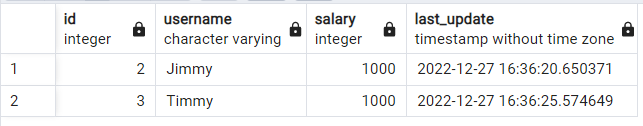 id username salary last_update
integer character varying integer timestamp without time zone
1 2 Jimmy 1000 2022-12-27 16:36:20.650371
2 3 Timmy 1000 2022-12-27 16:36:25.574649